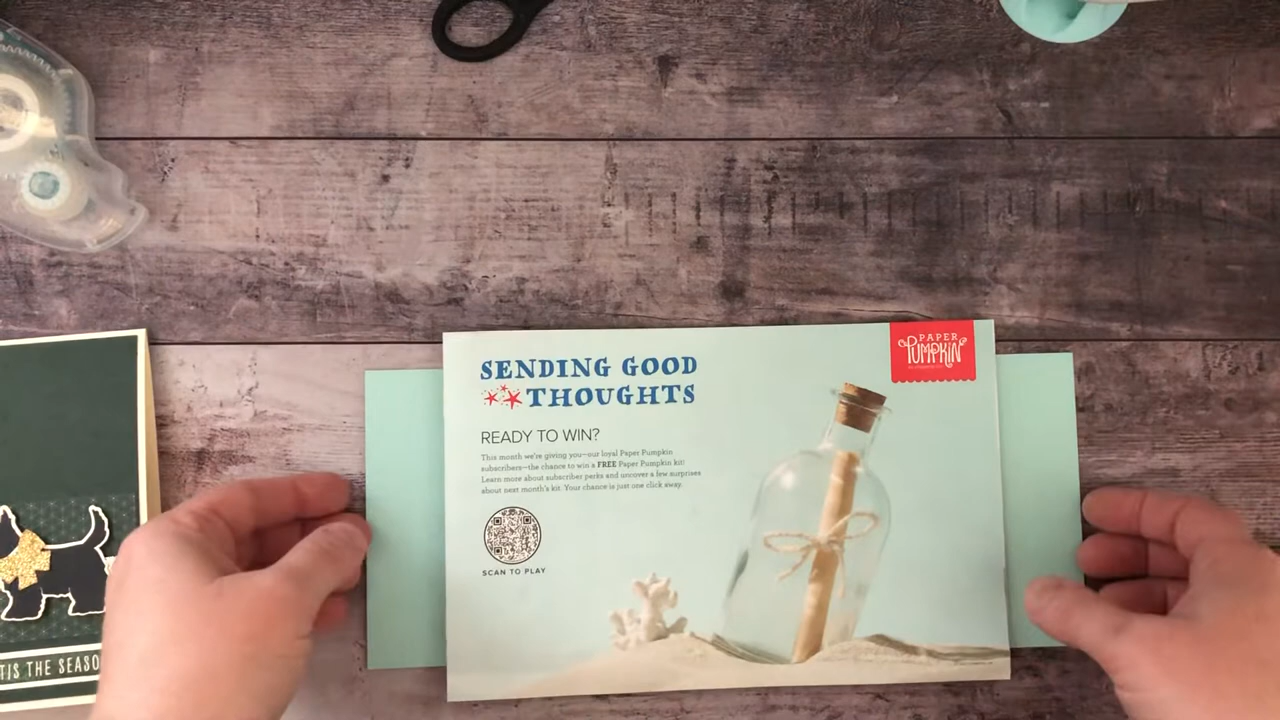 SENDING GOOD
THOUGHTS
READY TO WIN?
This month we're giving you—our loyal Paper Pumpkin
subscribers—the chance to win a FREE Paper Pumpkin kit!
Learn more about subscriber perks and uncover a few surprises
about next month's kit. Your chance is just one click away.
SCAN TO PLAY
PAPER
PUMPKIN
'TIS THE SEASO